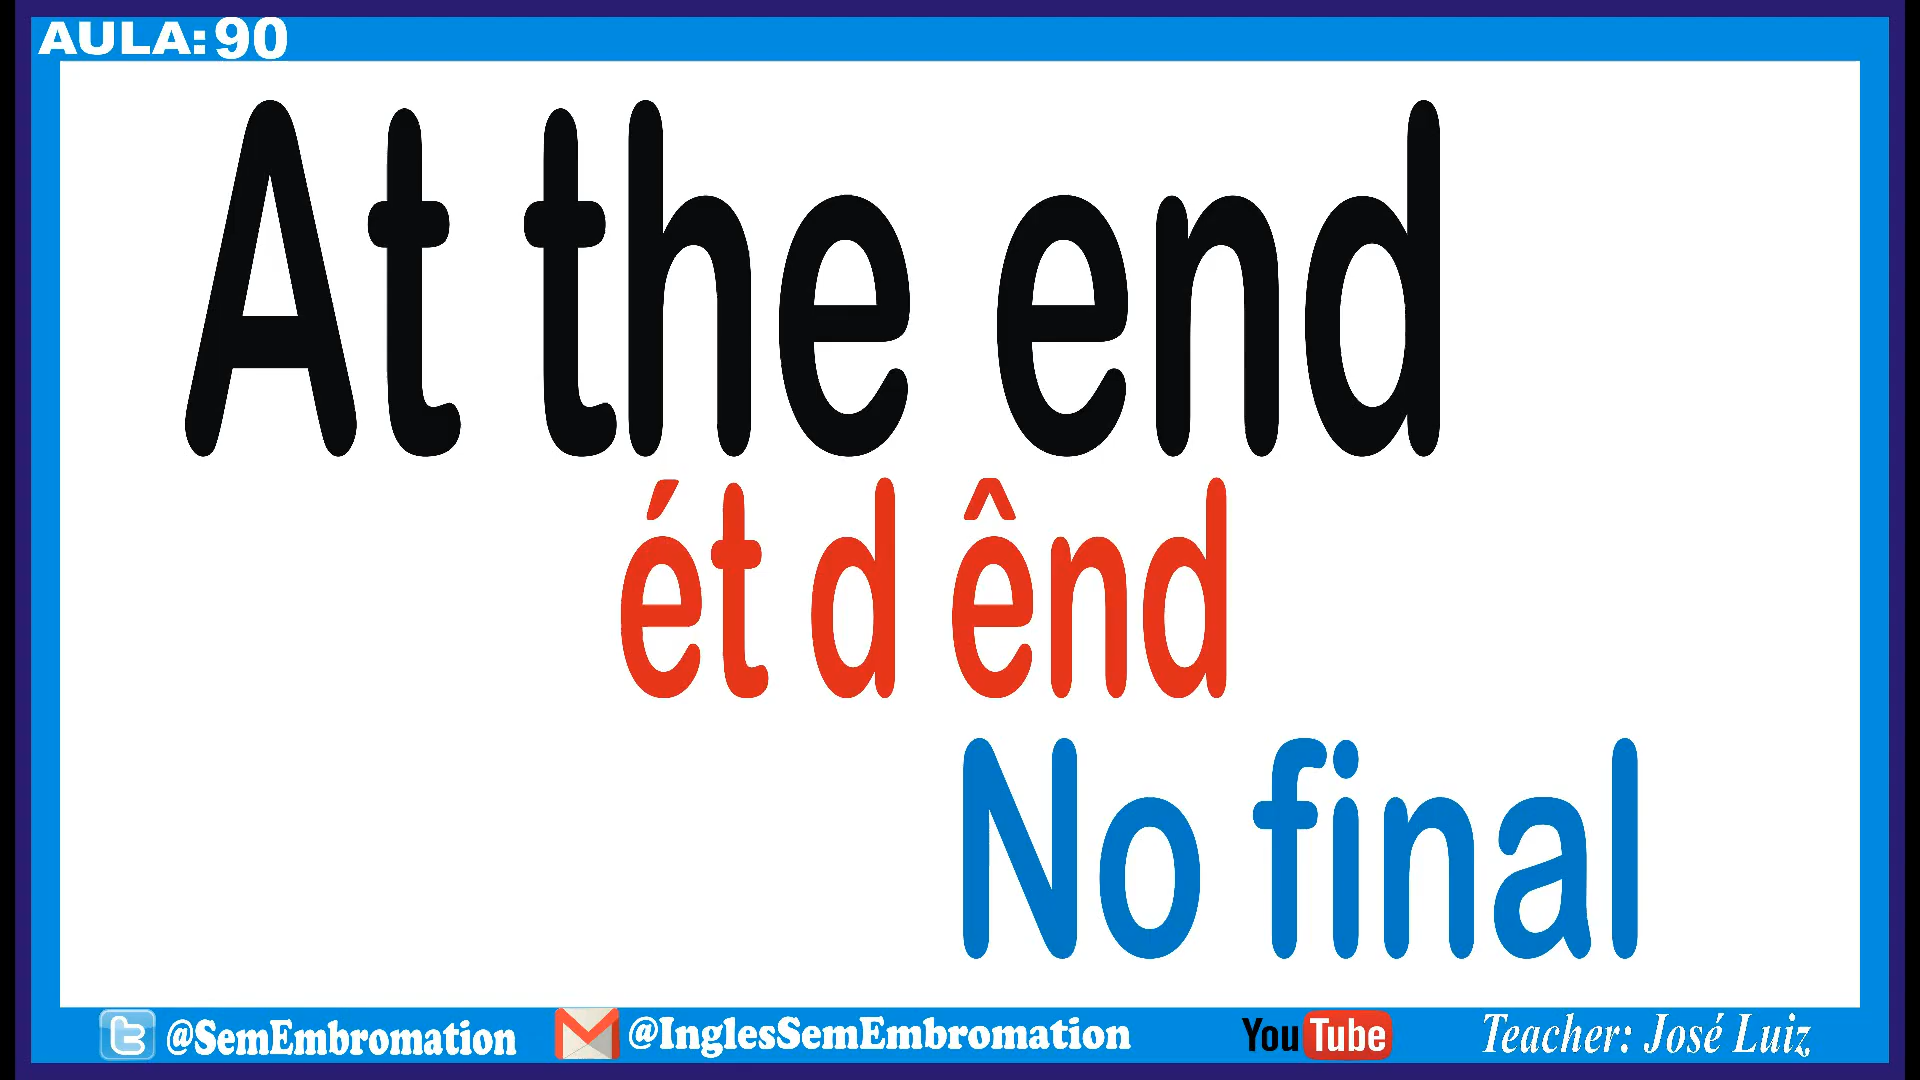 AULA: 90
At the end
ét d ênd
No final
@SemEmbromation @InglesSemEmbromation YouTube Teacher: José Luiz